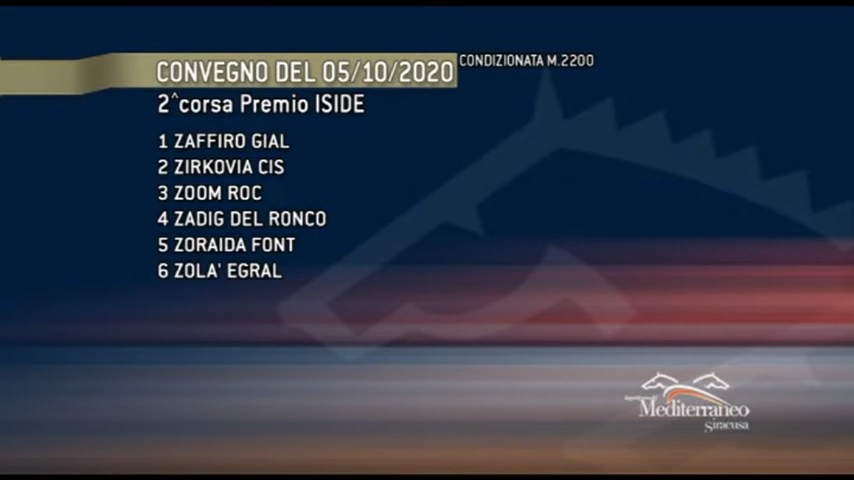 CONVEGNO DEL 05/10/2020 CONDIZIONATA M.2200
2^corsa Premio ISIDE
1 ZAFFIRO GIAL
2 ZIRKOVIA CIS
3 ZOOM ROC
4 ZADIG DEL RONCO
5 ZORAIDA FONT
6 ZOLA' EGRAL
Mediterraneo
Siracusa